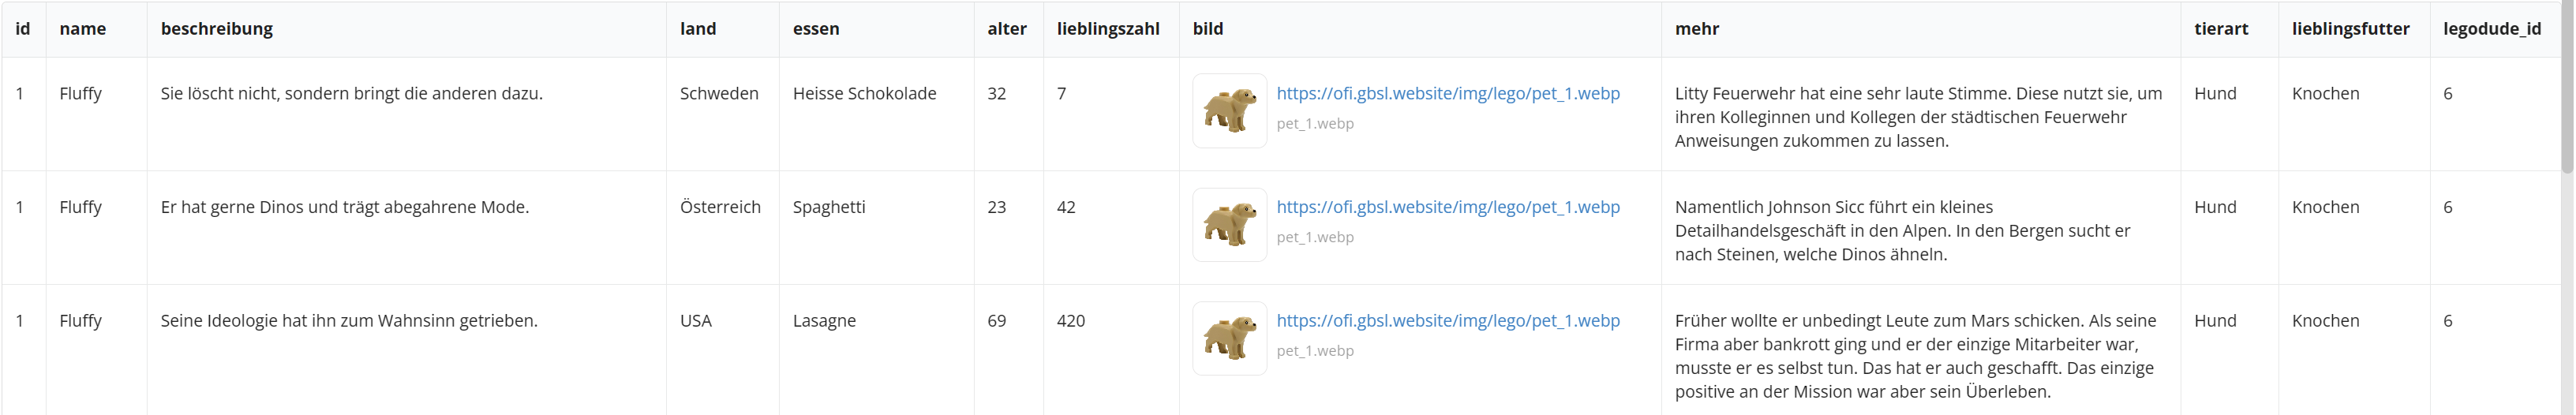 id name beschreibung land essen alter lieblingszahl bild mehr tierart lieblingsfutter legodude_id
1 Fluffy Sie löscht nicht, sondern bringt die anderen dazu. Schweden Heisse Schokolade 32 7 https://ofi.gbsl.website/img/lego/pet_1.webp Litty Feuerwehr hat eine sehr laute Stimme. Diese nutzt sie, um Hund Knochen 6
pet_1.webp ihren Kolleginnen und Kollegen der städtischen Feuerwehr
Anweisungen zukommen zu lassen.
1 Fluffy Er hat gerne Dinos und trägt abegahrene Mode. Österreich Spaghetti 23 42 https://ofi.gbsl.website/img/lego/pet_1.webp Namentlich Johnson Sicc führt ein kleines Hund Knochen 6
pet_1.webp Detailhandelsgeschäft in den Alpen. In den Bergen sucht er
nach Steinen, welche Dinos ähneln.
1 Fluffy Seine Ideologie hat ihn zum Wahnsinn getrieben. USA Lasagne 69 420 https://ofi.gbsl.website/img/lego/pet_1.webp Früher wollte er unbedingt Leute zum Mars schicken. Als seine Hund Knochen 6
pet_1.webp Firma aber bankrott ging und er der einzige Mitarbeiter war,
musste er es selbst tun. Das hat er auch geschafft. Das einzige
positive an der Mission war aber sein Überleben.